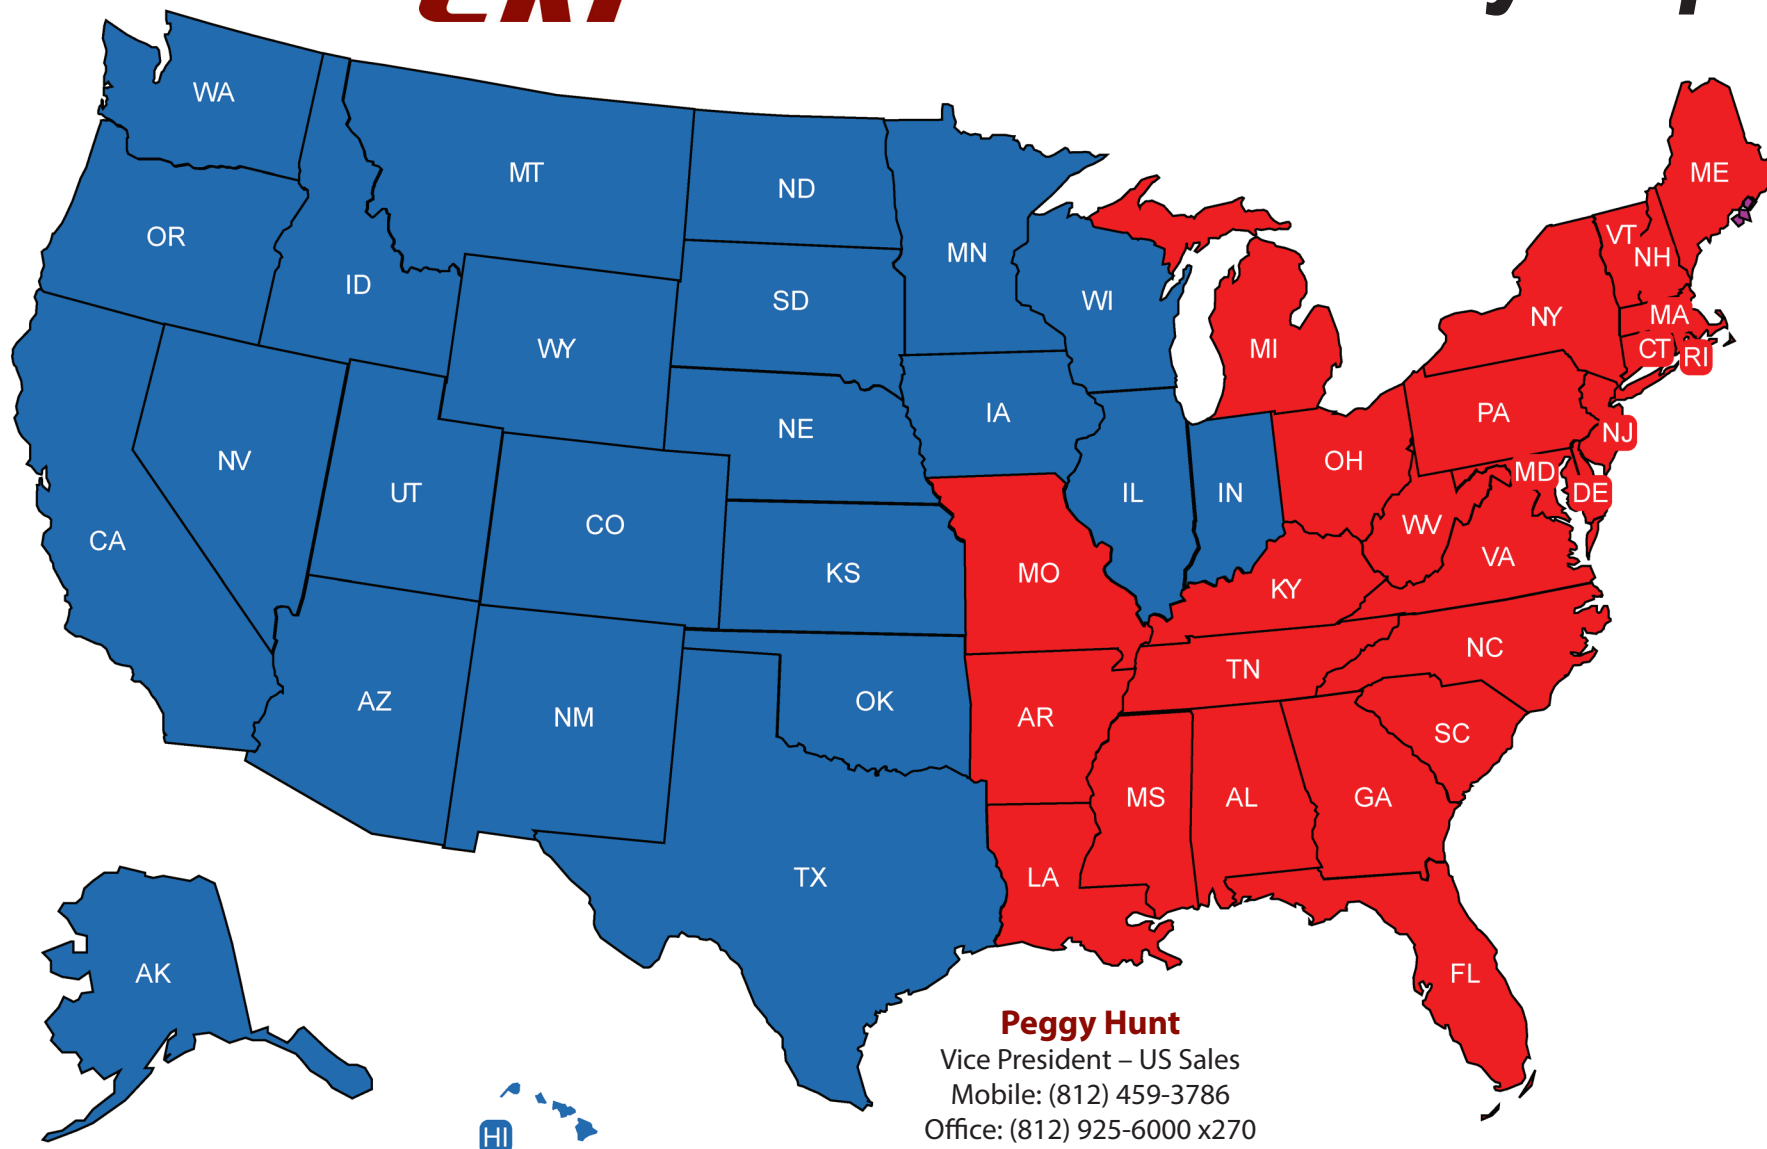 WA
MT
ND
OR
ID
MN
SD
WI
WY
ME
VT
NH
NY
MA
CT
RI
MI
IA
NE
PA
NJ
NV
UT
OH
MD
DE
IL
IN
CO
WV
CA
KS
MO
KY
VA
NC
TN
AZ
NM
OK
AR
SC
MS
AL
GA
TX
LA
AK
FL
HI
Peggy Hunt
Vice President – US Sales
Mobile: (812) 459-3786
Office: (812) 925-6000 x270